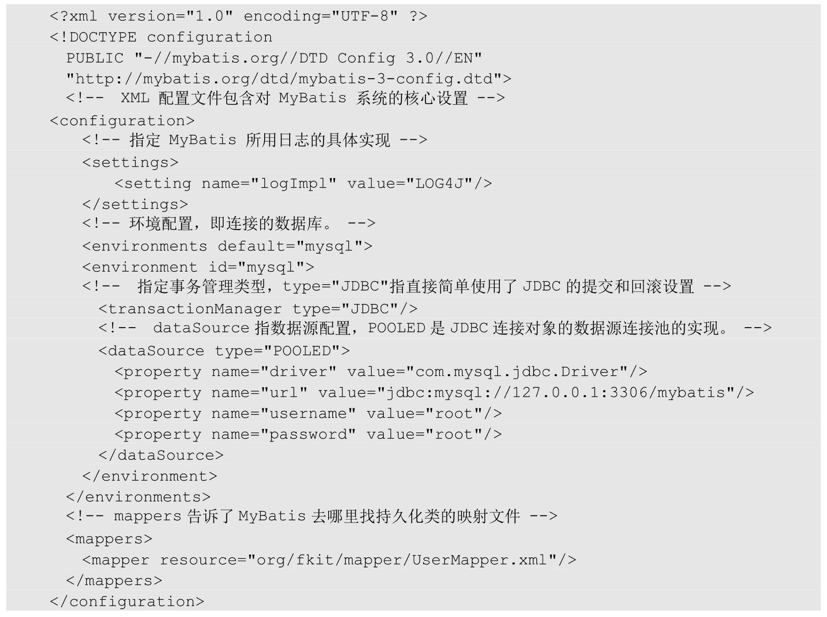 <?xml version="1.0" encoding="UTF-8" ?>
<!DOCTYPE configuration
PUBLIC "-//mybatis.org//DTD Config 3.0//EN"
"http://mybatis.org/dtd/mybatis-3-config.dtd">
<!-- XML 配置文件包含对 MyBatis 系统的核心设置 -->
<configuration>
<!-- 指定 MyBatis 所用日志的具体实现 -->
<settings>
<setting name="logImpl" value="LOG4J"/>
</settings>
<!-- 环境配置，即连接的数据库。 -->
<environments default="mysql">
<environment id="mysql">
<!-- 指定事务管理类型，type="JDBC"指直接简单使用了 JDBC 的提交和回滚设置 -->
<transactionManager type="JDBC"/>
<!-- dataSource 指数据源配置，POOLED 是 JDBC 连接对象的数据源连接池的实现。 -->
<dataSource type="POOLED">
<property name="driver" value="com.mysql.jdbc.Driver"/>
<property name="url" value="jdbc:mysql://127.0.0.1:3306/mybatis"/>
<property name="username" value="root"/>
<property name="password" value="root"/>
</dataSource>
</environment>
</environments>
<!-- mappers 告诉了 MyBatis 去哪里找持久化类的映射文件 -->
<mappers>
<mapper resource="org/fkit/mapper/UserMapper.xml"/>
</mappers>
</configuration>